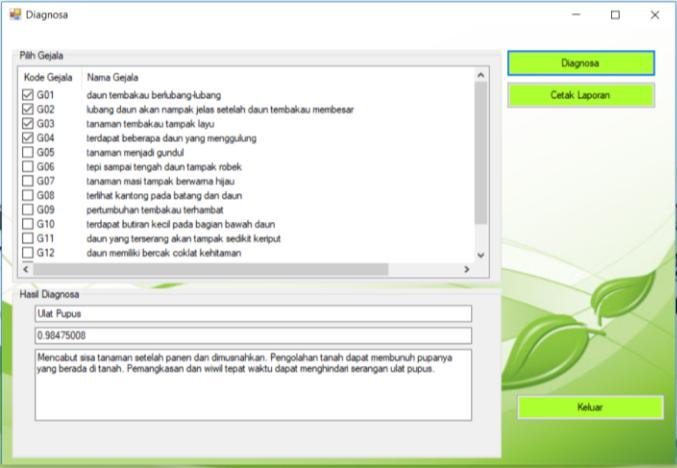 Diagnosa
Pilih Gejala
Kode Gejala Nama Gejala
G01 daun tembakau berlubang-lubang
G02 lubang daun akan nampak jelas setelah daun tembakau membesar
G03 tanaman tembakau tampak layu
G04 terdapat beberapa daun yang menggulung
G05 tanaman menjadi gundul
G06 tepi sampai tengah daun tampak robek
G07 tanaman masi tampak berwarna hijau
G08 terlihat kantong pada batang dan daun
G09 pertumbuhan tembakau terhambat
G10 terdapat butiran kecil pada bagian bawah daun
G11 daun yang terserang akan tampak sedikit keriput
G12 daun memiliki bercak coklat kehitaman
Diagnosa
Cetak Laporan
Hasil Diagnosa
Ulat Pupus
0.98475008
Mencabut sisa tanaman setelah panen dan dimusnahkan. Pengolahan tanah dapat membunuh pupanya
yang berada di tanah. Pemangkasan dan wiwil tepat waktu dapat menghindari serangan ulat pupus.
Keluar